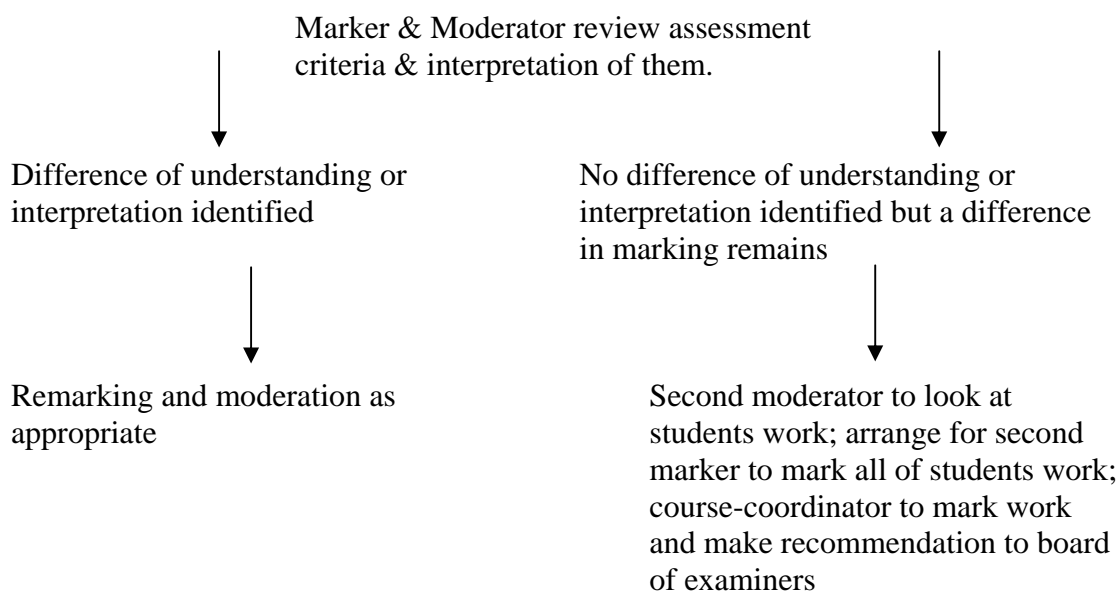 Marker & Moderator review assessment
criteria & interpretation of them.
Difference of understanding or
interpretation identified
No difference of understanding or
interpretation identified but a difference
in marking remains
Remarking and moderation as
appropriate
Second moderator to look at
students work; arrange for second
marker to mark all of students work;
course-coordinator to mark work
and make recommendation to board
of examiners